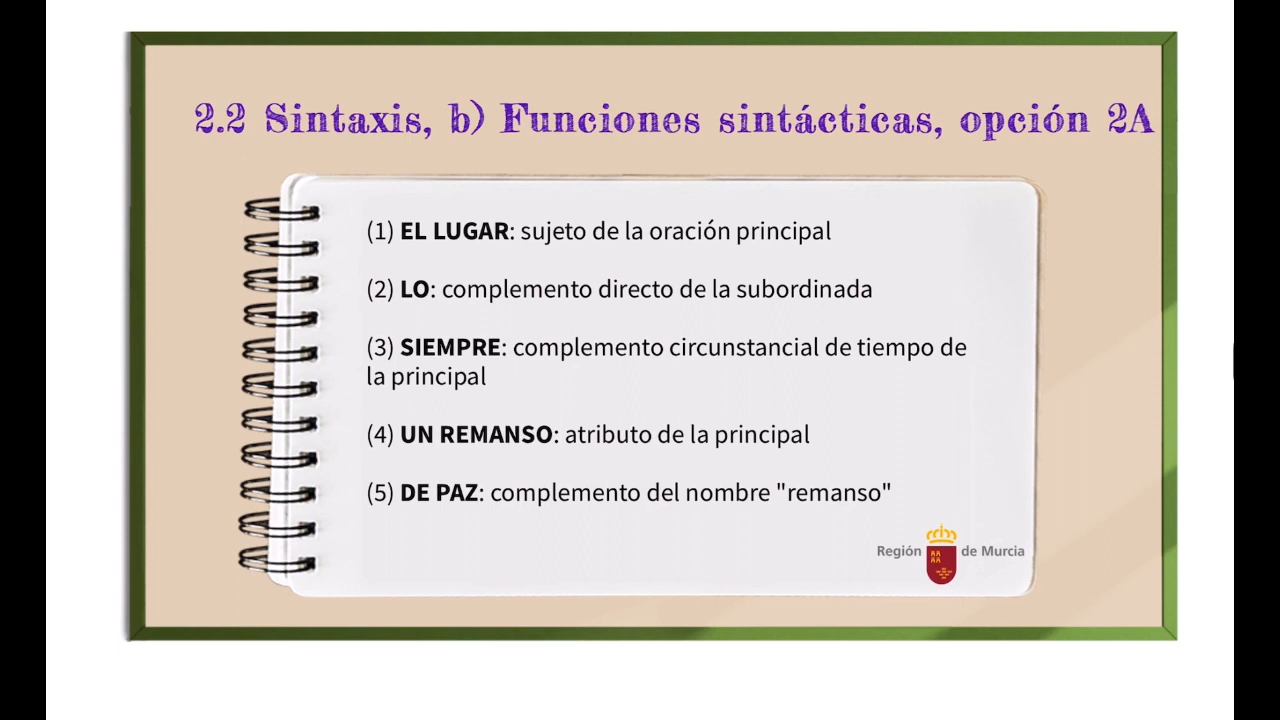 2.2 Sintaxis, b) Funciones sintácticas, opción 2A
(1) EL LUGAR: sujeto de la oración principal
(2) LO: complemento directo de la subordinada
(3) SIEMPRE: complemento circunstancial de tiempo de
la principal
(4) UN REMANSO: atributo de la principal
(5) DE PAZ: complemento del nombre "remanso"
Región de Murcia